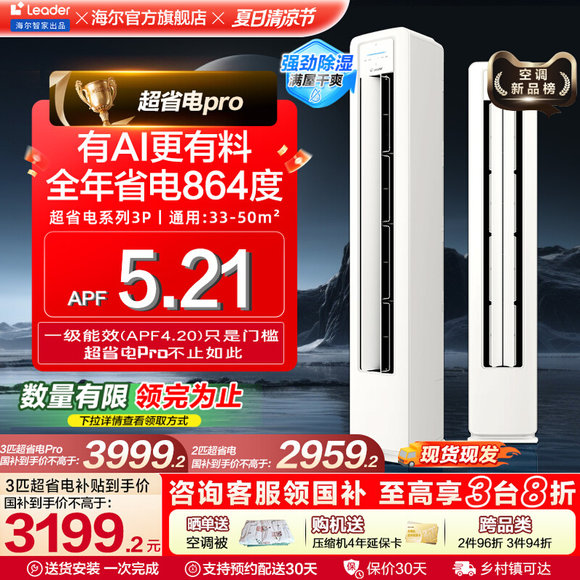 Leader
海尔智家出品
×海尔官方旗舰店×夏日清凉节
超省电pro
有AI更有料
全年省电864度
超省电系列3P丨适用:33-50m²
APF 5.21
一级能效(APF4.20)只是门槛
超省电Pro不止如此
强劲除湿
满屋干爽
空调
新品榜
数量有限 领完为止
下拉详情查看领取方式
3匹超省电Pro
国补到手价不高于:
3999.2
2匹超省电
国补到手价不高于:
2959.2
现货现发
3匹超省电补贴到手价
国补到手价不高于:
3199.2元
咨询客服领国补 至高享3台8折
晒单送
空调被
购机送
压缩机4年延保卡
跨品类
2件96折 3件94折
送货安装 一次完成
支持预约配送30天
保价30天
乡村镇可达